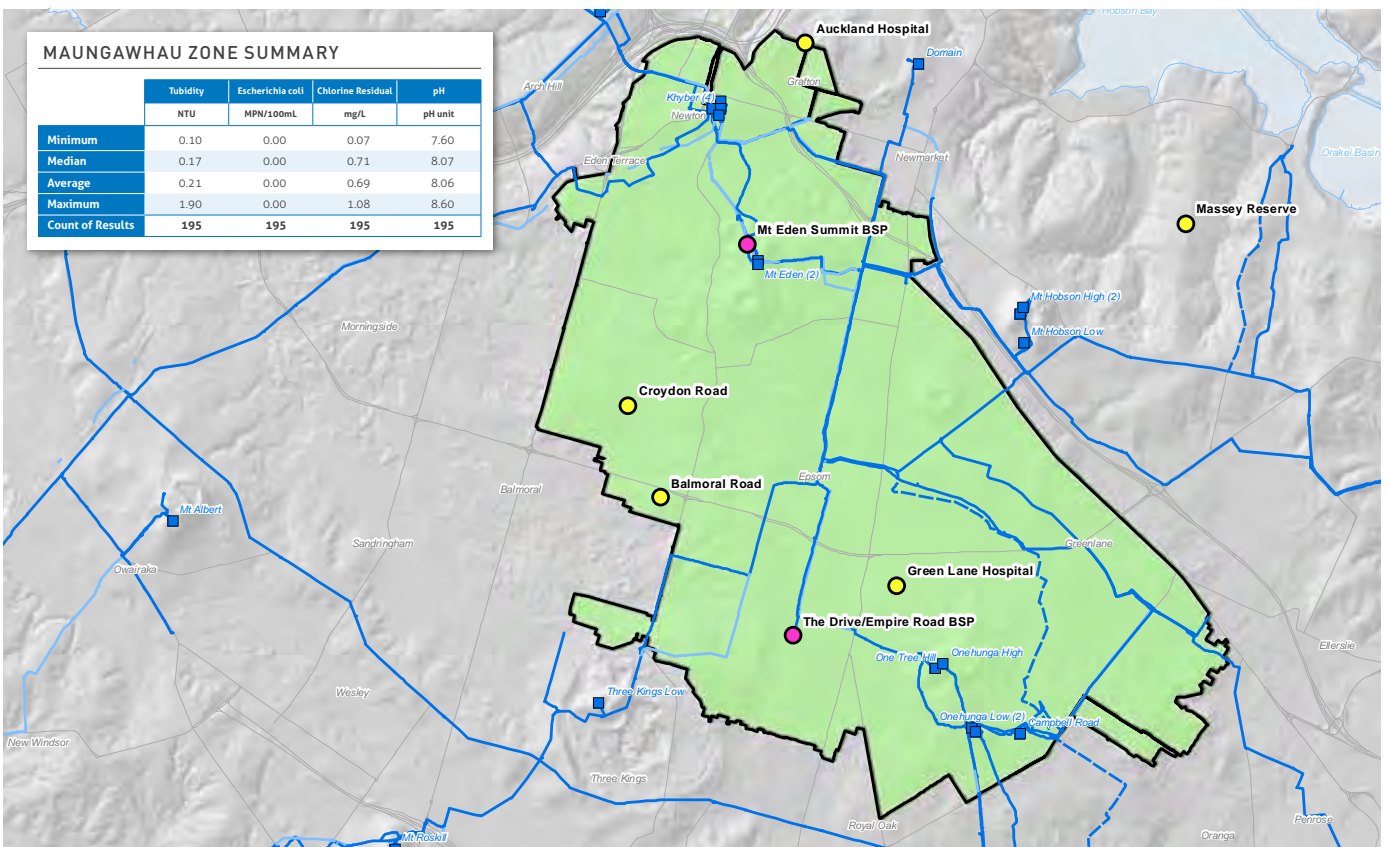 MAUNGAWHAU ZONE SUMMARY
Tubidity Escherichia coli Chlorine Residual pH
NTU MPN/100mL mg/L pH unit
Minimum 0.10 0.00 0.07 7.60
Median 0.17 0.00 0.71 8.07
Average 0.21 0.00 0.69 8.06
Maximum 1.90 0.00 1.08 8.60
Count of Results 195 195 195 195
Hobson Bay
Auckland Hospital
Domain
Arch Hill
Grafton
Khyber (4)
Newton
Eden Terrace
Newmarket
Orakei Basin
Massey Reserve
Mt Eden Summit BSP
Mt Eden (2)
Mt Hobson High (2)
Morningside
Mt Hobson Low
Croydon Road
Balmoral Road
Epsom
Balmoral
Mt Albert
Sandringham
Greenlane
Owairaka
Green Lane Hospital
The Drive/Empire Road BSP
Ellerslie
Onehunga High
One Tree Hill
Wesley
Three Kings Low
Onehunga Low (2)
Campbell Road
New Windsor
Three Kings
Royal Oak
Penrose
Mt Roskill
Oranga